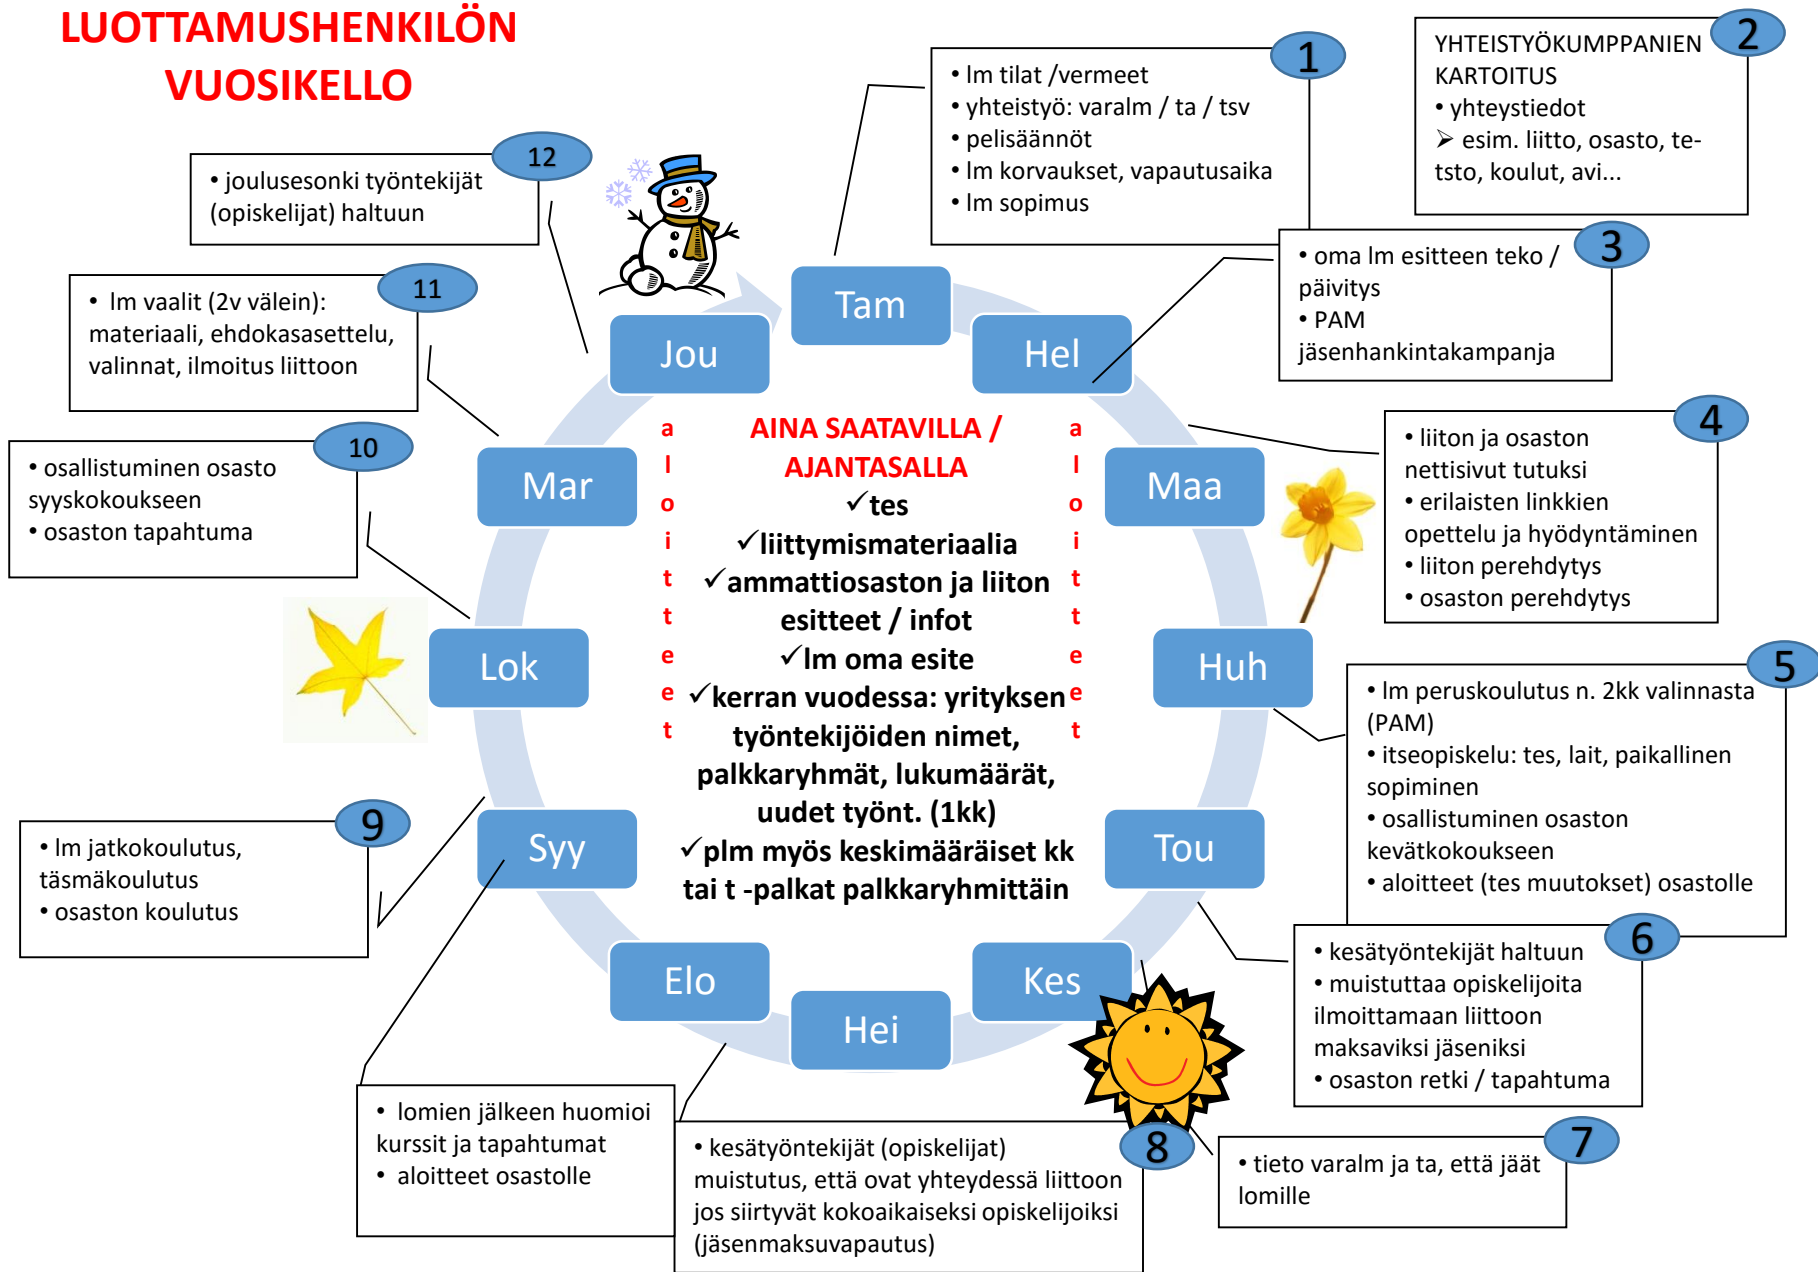 LUOTTAMUSHENKILÖN
VUOSIKELLO
1
• lm tilat /vermeet
• yhteistyö: varalm / ta / tsv
• pelisäännöt
• lm korvaukset, vapautusaika
• lm sopimus
2
YHTEISTYÖKUMPPANIEN
KARTOITUS
• yhteystiedot
➢ esim. liitto, osasto, te-
tsto, koulut, avi...
3
• oma lm esitteen teko /
päivitys
• PAM
jäsenhankintakampanja
4
• liiton ja osaston
nettisivut tutuksi
• erilaisten linkkien
opettelu ja hyödyntäminen
• liiton perehdytys
• osaston perehdytys
5
• lm peruskoulutus n. 2kk valinnasta
(PAM)
• itseopiskelu: tes, lait, paikallinen
sopiminen
• osallistuminen osaston
kevätkokoukseen
• aloitteet (tes muutokset) osastolle
6
• kesätyöntekijät haltuun
• muistuttaa opiskelijoita
ilmoittamaan liittoon
maksaviksi jäseniksi
• osaston retki / tapahtuma
7
• tieto varalm ja ta, että jäät
lomille
8
• kesätyöntekijät (opiskelijat)
muistutus, että ovat yhteydessä liittoon
jos siirtyvät kokoaikaiseksi opiskelijoiksi
(jäsenmaksuvapautus)
• lomien jälkeen huomioi
kurssit ja tapahtumat
• aloitteet osastolle
9
• lm jatkokoulutus,
täsmäkoulutus
• osaston koulutus
10
• osallistuminen osasto
syyskokoukseen
• osaston tapahtuma
11
• lm vaalit (2v välein):
materiaali, ehdokasasettelu,
valinnat, ilmoitus liittoon
12
• joulusesonki työntekijät
(opiskelijat) haltuun
Tam
Hel
Maa
Huh
Tou
Kes
Hei
Elo
Syy
Lok
Mar
Jou
aloitteet
AINA SAATAVILLA /
AJANTASALLA
✓tes
✓liittymismateriaalia
✓ammattiosaston ja liiton
esitteet / infot
✓lm oma esite
✓kerran vuodessa: yrityksen
työntekijöiden nimet,
palkkaryhmät, lukumäärät,
uudet työnt. (1kk)
✓plm myös keskimääräiset kk
tai t -palkat palkkaryhmittäin
aloitteet